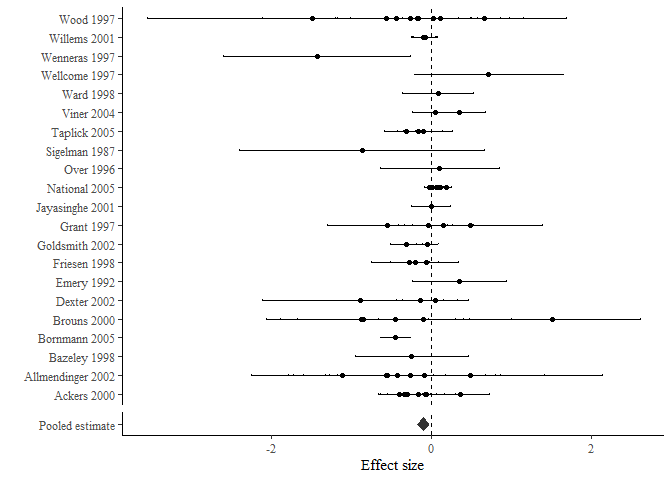 Wood 1997
Willems 2001
Wenneras 1997
Wellcome 1997
Ward 1998
Viner 2004
Taplick 2005
Sigelman 1987
Over 1996
National 2005
Jayasinghe 2001
Grant 1997
Goldsmith 2002
Friesen 1998
Emery 1992
Dexter 2002
Brouns 2000
Bornmann 2005
Bazeley 1998
Allmendinger 2002
Ackers 2000
Pooled estimate
-2 0 2
Effect size